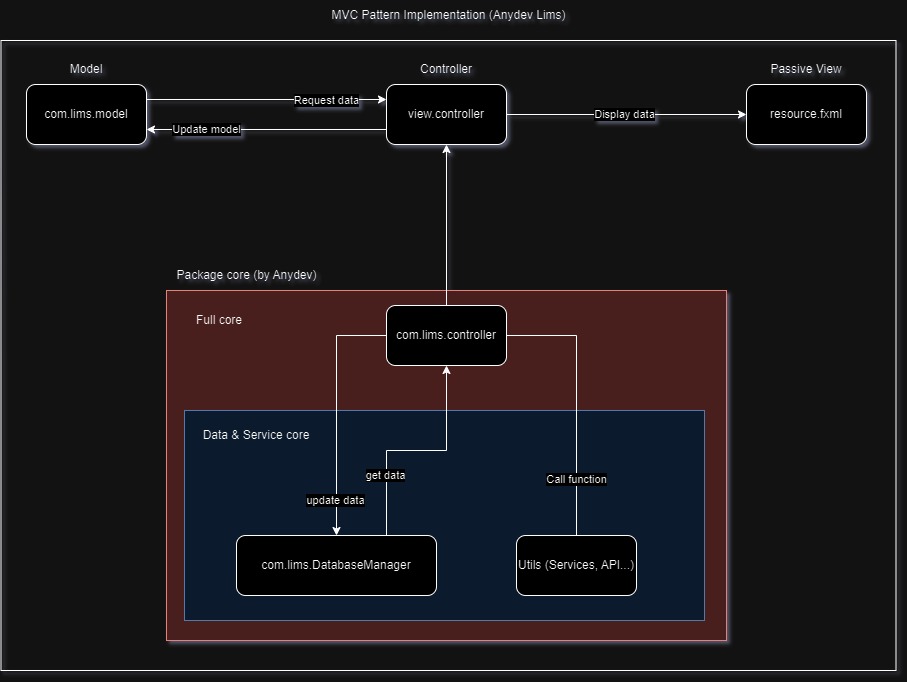 MVC Pattern Implementation (Anydev Lims)
Model
Controller
Passive View
com.lims.model
Request data
Update model
view.controller
Display data
resource.fxml
Package core (by Anydev)
Full core
com.lims.controller
Data & Service core
get data
update data
Call function
com.lims.DatabaseManager
Utils (Services, API...)